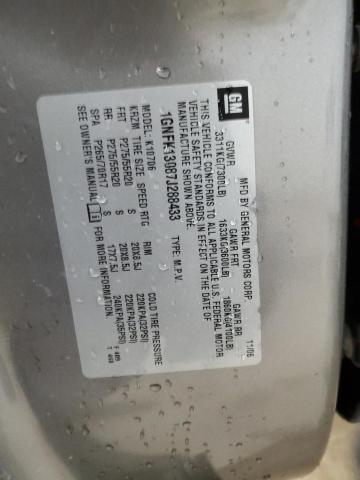 GM
MFD BY GENERAL MOTORS CORP. 11/06
GVWR GAWR FRT GAWR RR
3311KG(7300LB) 1633KG(3600LB) 1860KG(4100LB)
THIS VEHICLE CONFORMS TO ALL APPLICABLE U.S. FEDERAL MOTOR
VEHICLE SAFETY STANDARDS IN EFFECT ON THE DATE OF
MANUFACTURE SHOWN ABOVE.
1GNFK13087J288433 TYPE: M.P.V.
MODEL: K10706
KRZM TIRE SIZE SPEED RTG RIM COLD TIRE PRESSURE
FRT P275/55R20 S 20X8.5J 220KPA(32PSI)
RR P275/55R20 S 20X8.5J 220KPA(32PSI)
SPA P265/70R17 S 17X7.5J 240KPA(35PSI)
SEE OWNER'S MANUAL i FOR MORE INFORMATION